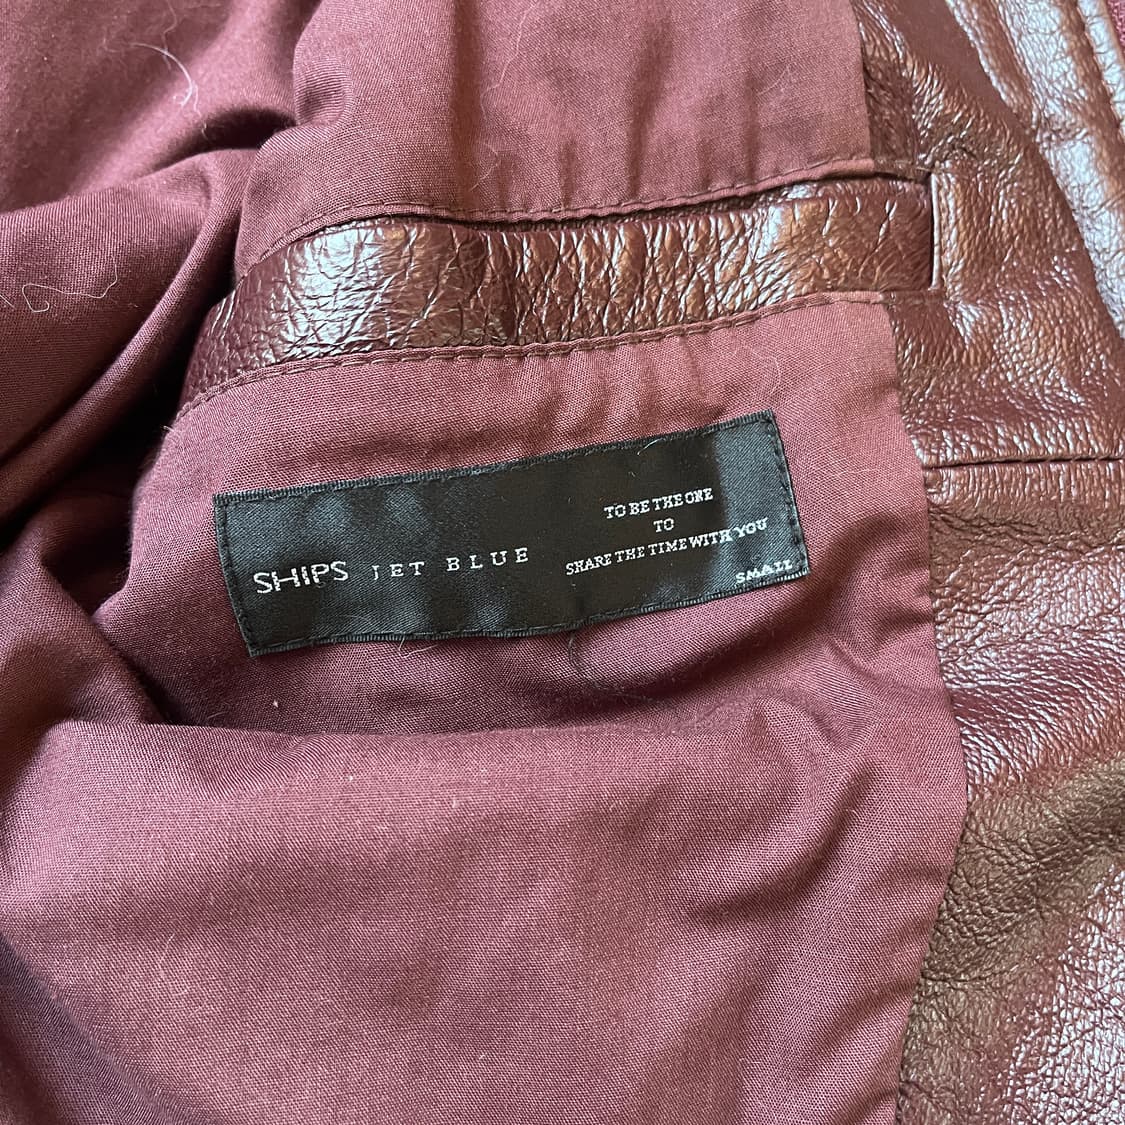 SHIPS JET BLUE
TO BE THE ONE
TO
SHARE THE TIME WITH YOU
SMALL